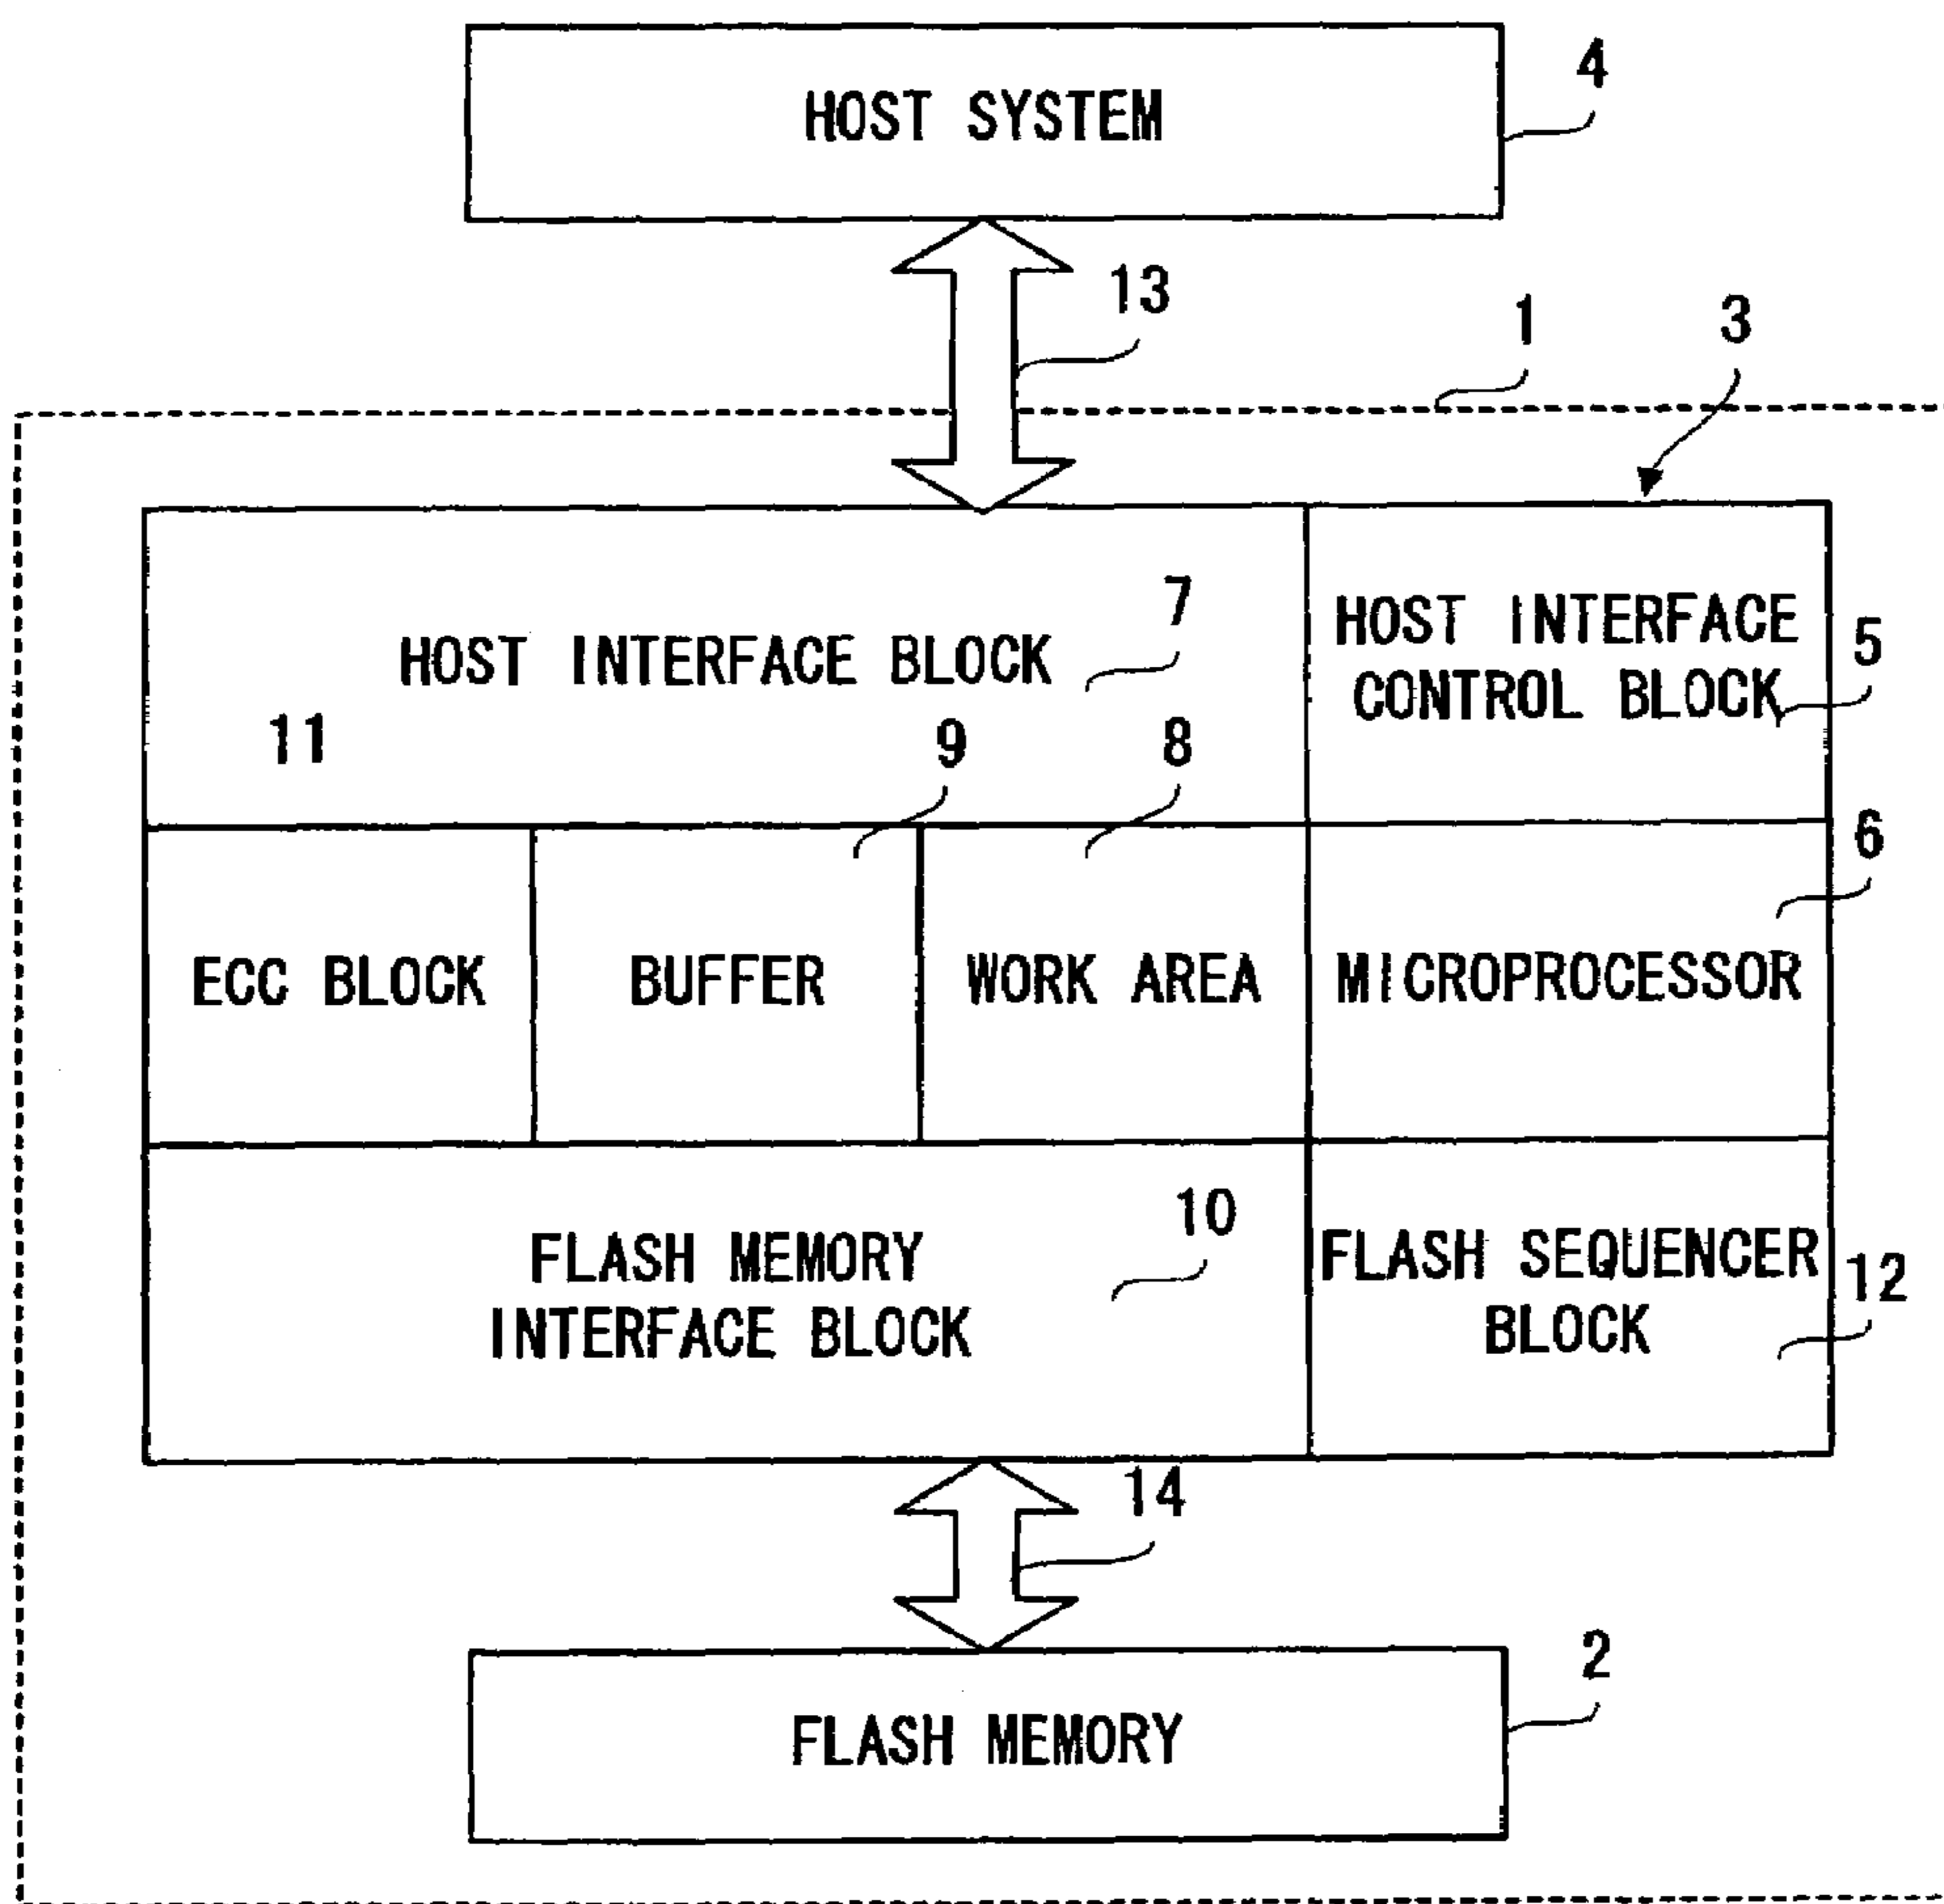 HOST SYSTEM
4
13
1
3
HOST INTERFACE BLOCK
7
HOST INTERFACE
CONTROL BLOCK
5
11
9
8
6
ECC BLOCK
BUFFER
WORK AREA
MICROPROCESSOR
FLASH MEMORY
INTERFACE BLOCK
10
FLASH SEQUENCER
BLOCK
12
14
2
FLASH MEMORY